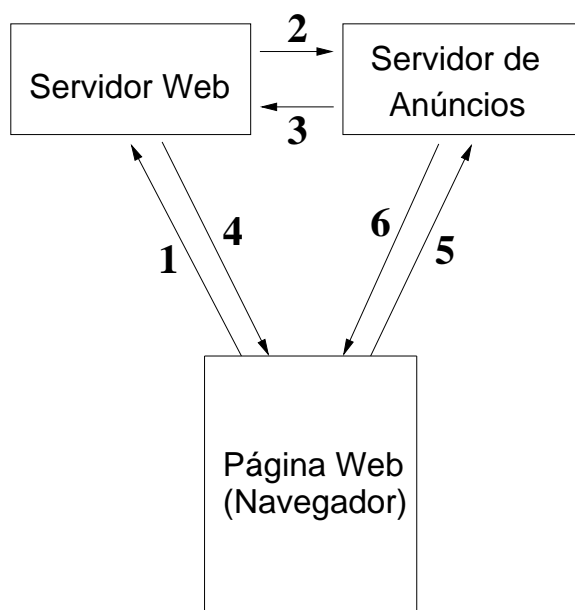 2
Servidor Web
Servidor de
Anúncios
3
1
4
6
5
Página Web
(Navegador)